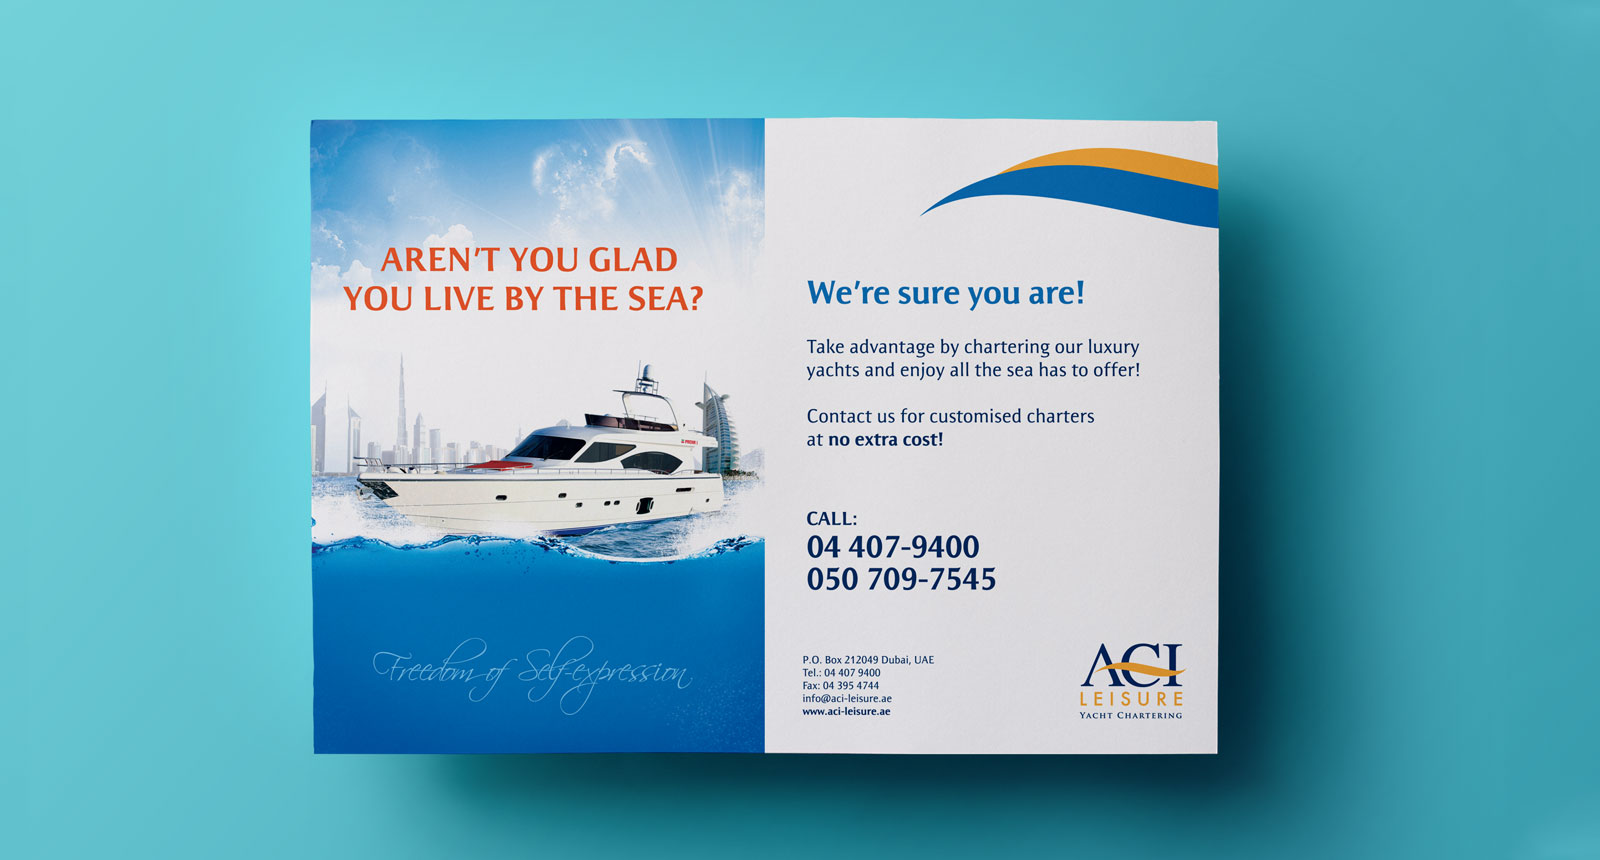 AREN'T YOU GLAD
YOU LIVE BY THE SEA?
Freedom of Self-expression
We're sure you are!
Take advantage by chartering our luxury
yachts and enjoy all the sea has to offer!
Contact us for customised charters
at no extra cost!
CALL:
04 407-9400
050 709-7545
P.O. Box 212049 Dubai, UAE
Tel.: 04 407 9400
Fax: 04 395 4744
info@aci-leisure.ae
www.aci-leisure.ae
ACI
LEISURE
YACHT CHARTERING